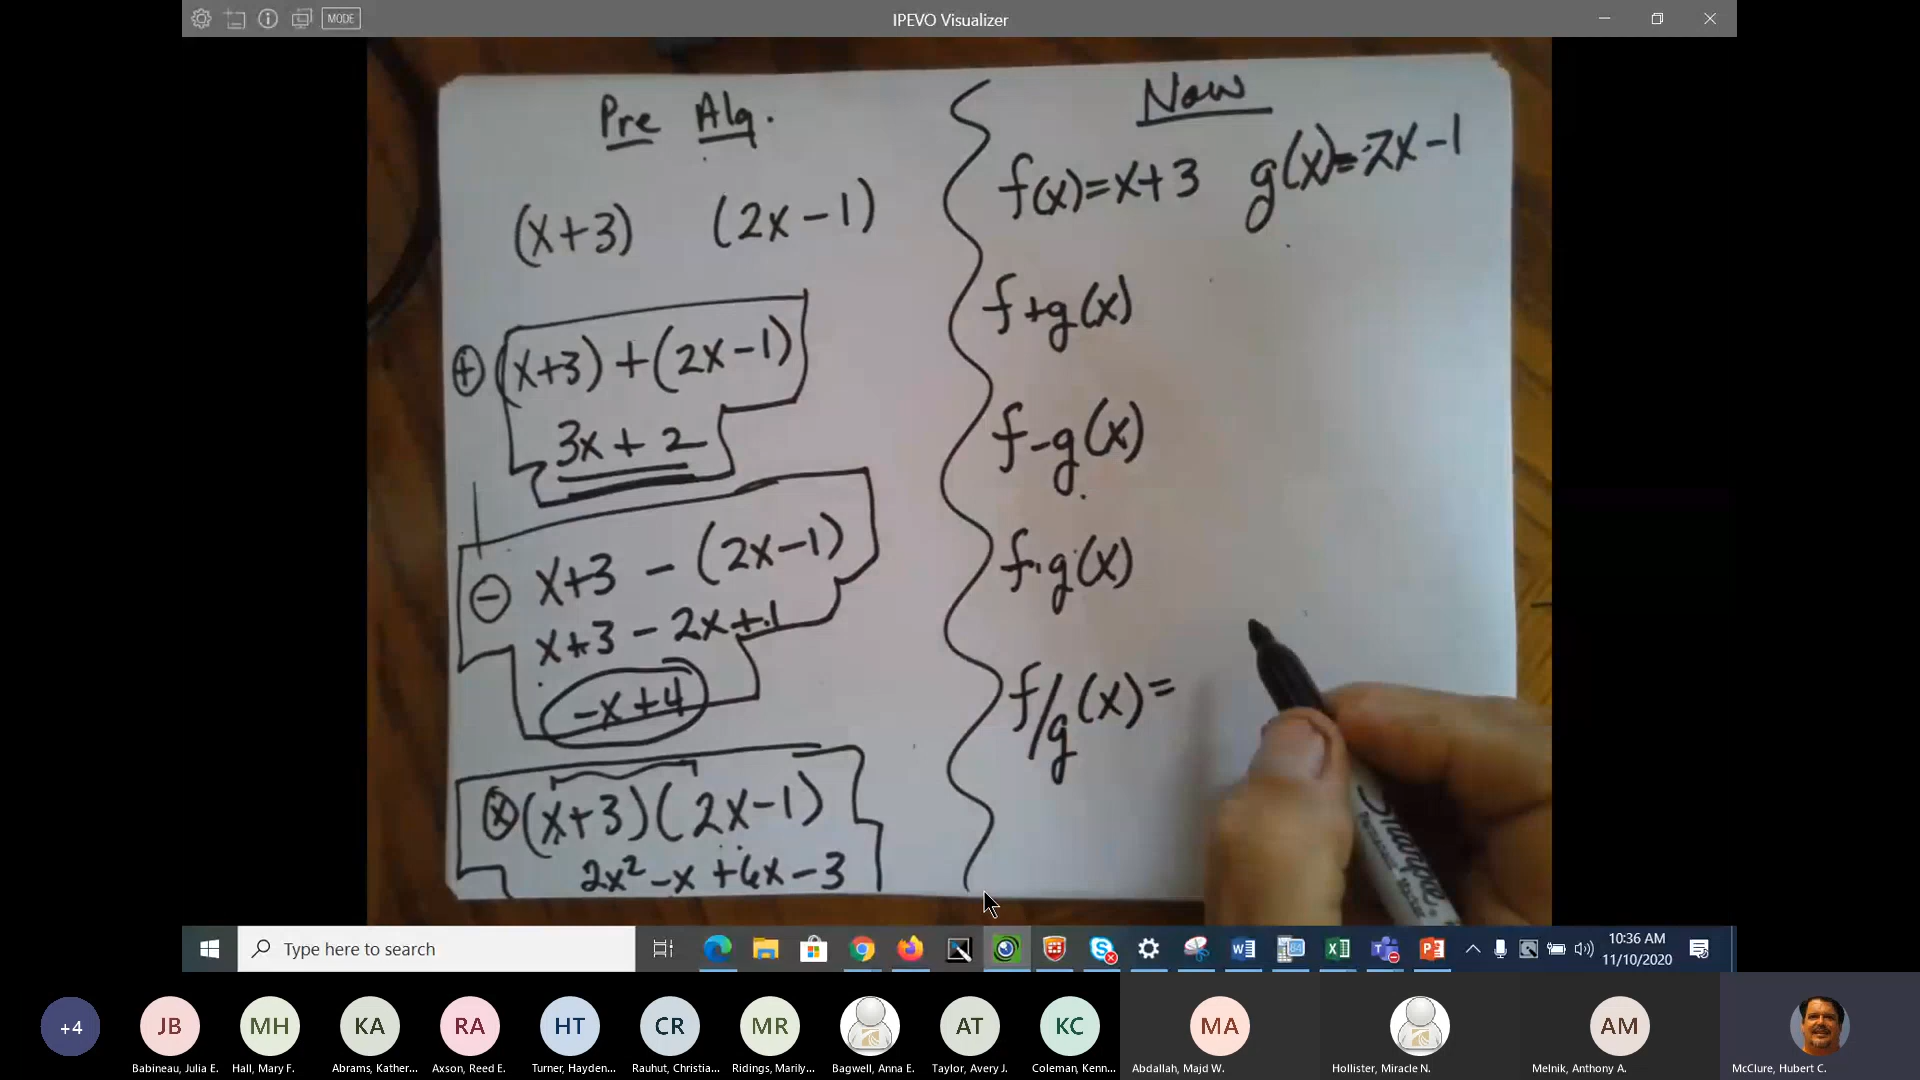 MODE
IPEVO Visualizer
Pre Alg.
(x+3) (2x-1)
⊕ (x+3)+(2x-1)
3x+2
⊖ x+3 - (2x-1)
x+3 - 2x+1
-x+4
ⓧ (x+3)(2x-1)
2x² -x +6x -3
Now
f(x)=x+3 g(x)=2x-1
f+g(x)
f-g(x)
f·g(x)
f/g(x)=
Sharpie
Type here to search
10:36 AM
11/10/2020
+4
JB
MH
KA
RA
HT
CR
MR
AT
KC
MA
AM
Babineau, Julia E.
Hall, Mary F.
Abrams, Kather...
Axson, Reed E.
Turner, Hayden...
Rauhut, Christia...
Ridings, Marily...
Bagwell, Anna E.
Taylor, Avery J.
Coleman, Kenn...
Abdallah, Majd W.
Hollister, Miracle N.
Melnik, Anthony A.
McClure, Hubert C.